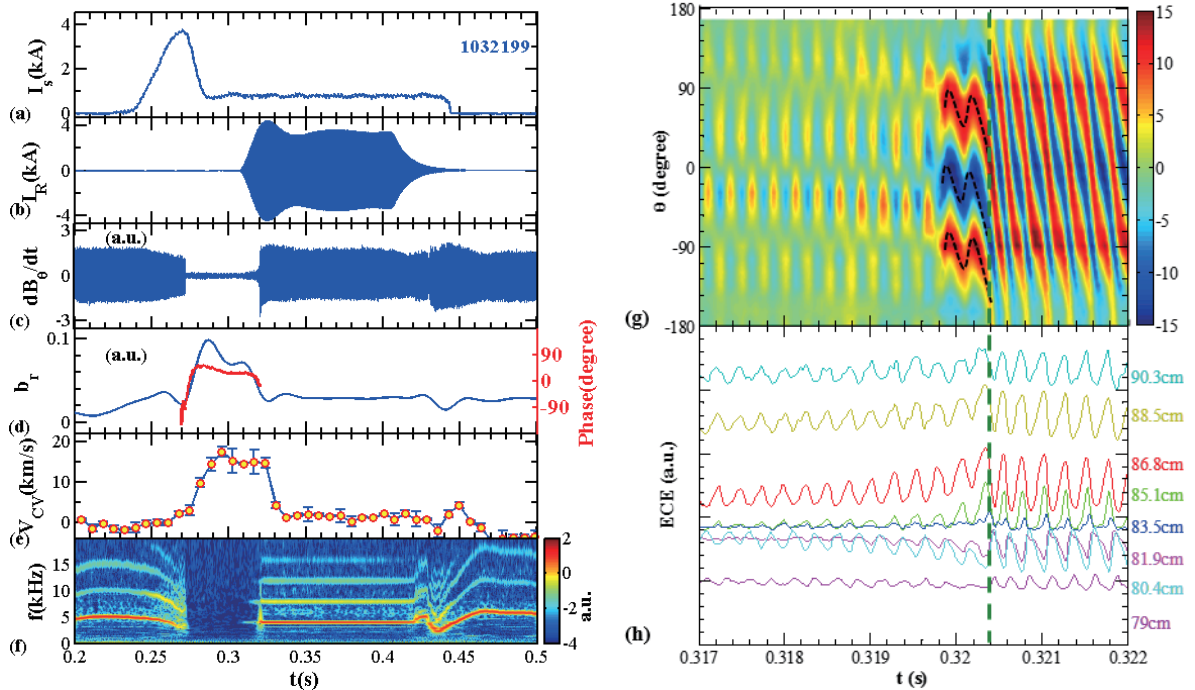 1032199
4
2
0
I_s(kA)
(a)
4
0
-4
I_R(kA)
(b)
(a.u.)
3
0
-3
dB_θ/dt
(c)
0.1
(a.u.)
0
b_r
90
0
-90
Phase(degree)
(d)
20
15
10
5
0
V_CV(km/s)
(e)
15
10
5
0
f(kHz)
2
0
-2
-4
a.u.
(f)
0.2 0.25 0.3 0.35 0.4 0.45 0.5
t(s)
180
90
0
-90
-180
θ (degree)
(g)
15
10
5
0
-5
-10
-15
90.3cm
88.5cm
86.8cm
85.1cm
83.5cm
81.9cm
80.4cm
79cm
ECE (a.u.)
(h)
0.317 0.318 0.319 0.32 0.321 0.322
t (s)